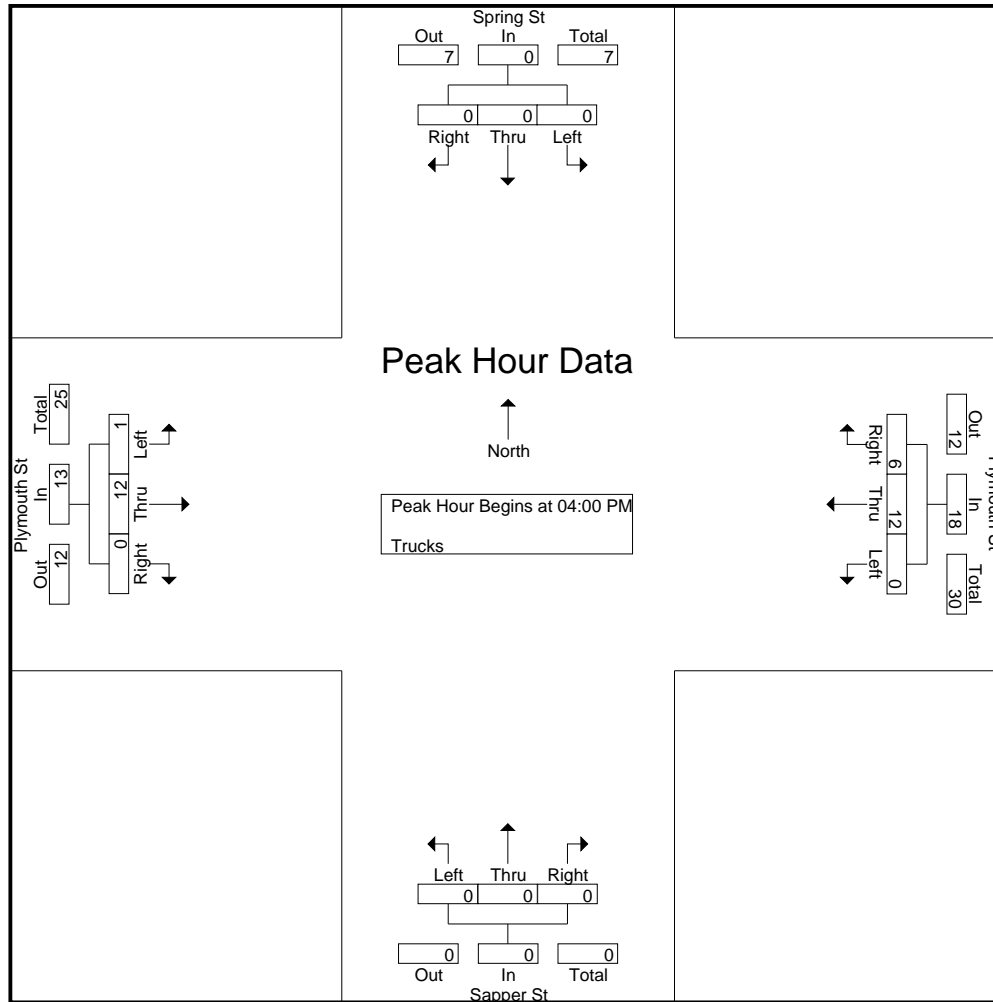 Spring St
Out In Total
7 0 7
0 0 0
Right Thru Left
Peak Hour Data
North
Peak Hour Begins at 04:00 PM
Trucks
Plymouth St
Out In Total
12 13 25
Right Thru Left
0 12 1
Plymouth St
Out In Total
12 18 30
Right Thru Left
6 12 0
Left Thru Right
0 0 0
0 0 0
Out In Total
Sapper St